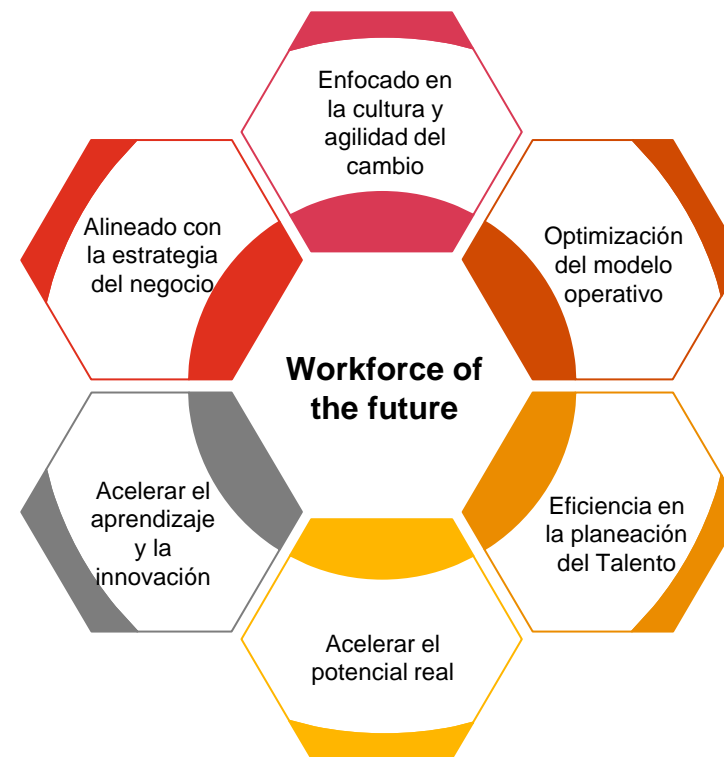 Enfocado en
la cultura y
agilidad del
cambio
Alineado con
la estrategia
del negocio
Optimización
del modelo
operativo
Workforce of
the future
Acelerar el
aprendizaje
y la
innovación
Eficiencia en
la planeación
del Talento
Acelerar el
potencial real